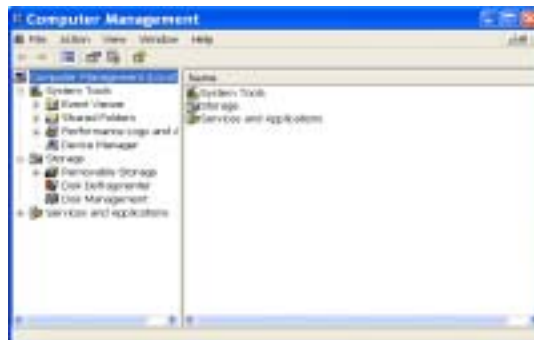 Computer Management
File Action View Window Help
Computer Management (Local
System Tools
Event Viewer
Shared Folders
Performance Logs and A
Device Manager
Storage
Removable Storage
Disk Defragmenter
Disk Management
Services and Applications
Name
System Tools
Storage
Services and Applications